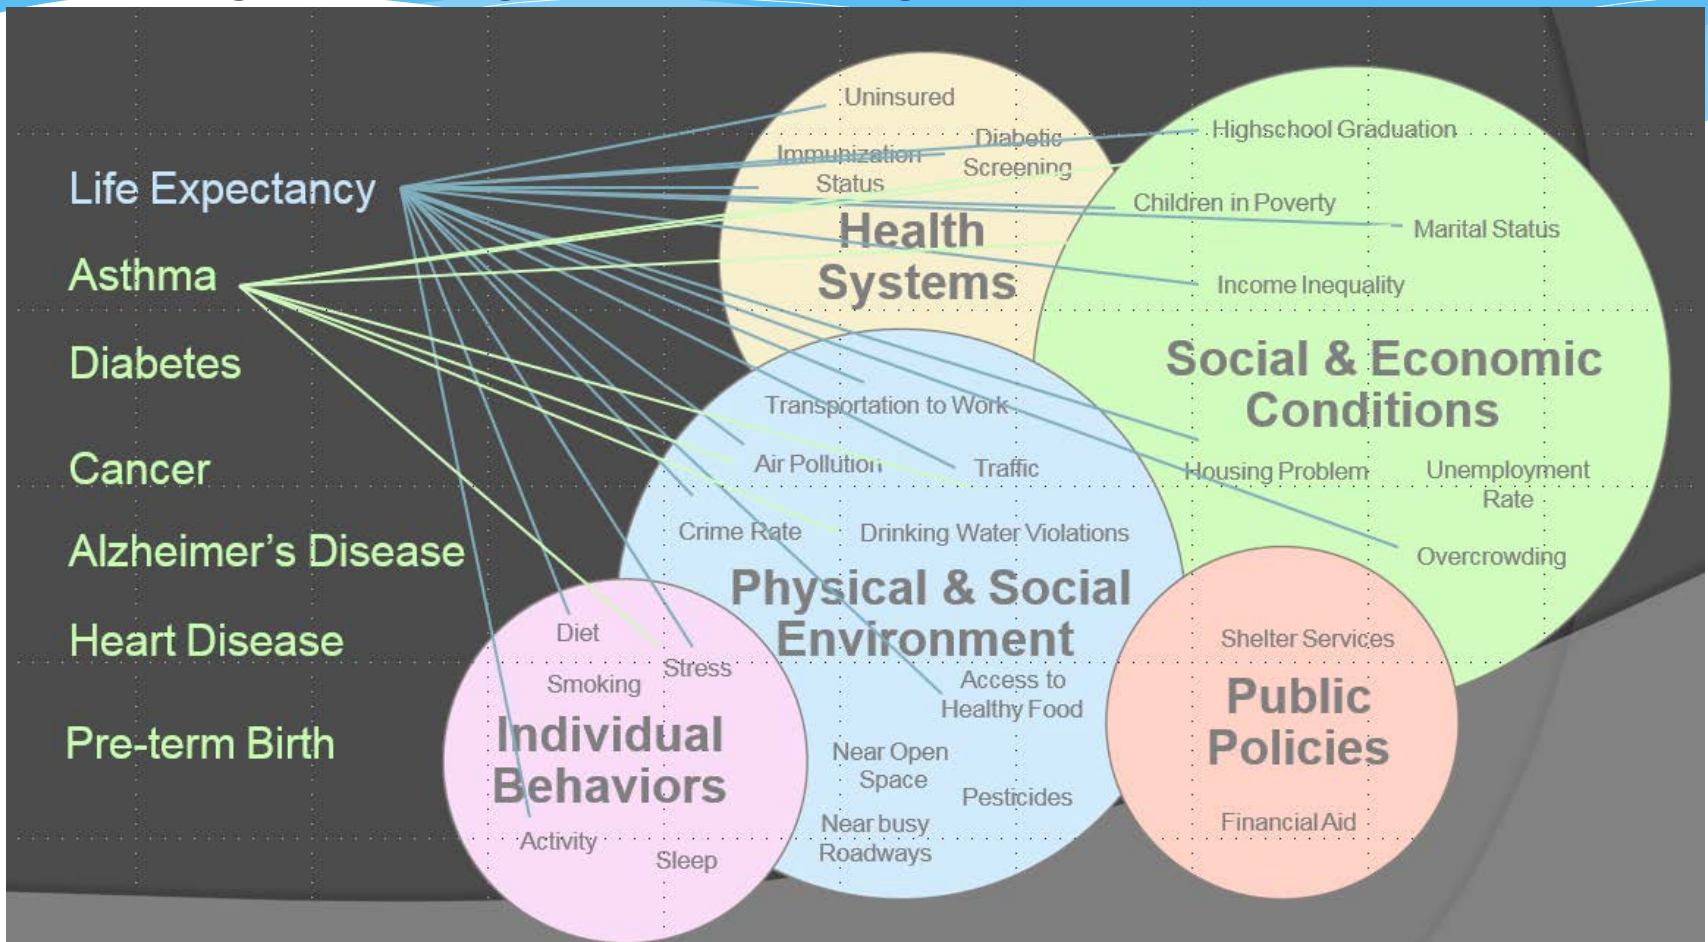 Life Expectancy
Asthma
Diabetes
Cancer
Alzheimer’s Disease
Heart Disease
Pre-term Birth
Uninsured
Immunization
Status
Diabetic
Screening
Health
Systems
Highschool Graduation
Children in Poverty
Marital Status
Income Inequality
Social & Economic
Conditions
Housing Problem
Unemployment
Rate
Overcrowding
Transportation to Work
Air Pollution
Traffic
Crime Rate
Drinking Water Violations
Physical & Social
Environment
Access to
Healthy Food
Near Open
Space
Pesticides
Near busy
Roadways
Diet
Stress
Smoking
Individual
Behaviors
Activity
Sleep
Shelter Services
Public
Policies
Financial Aid